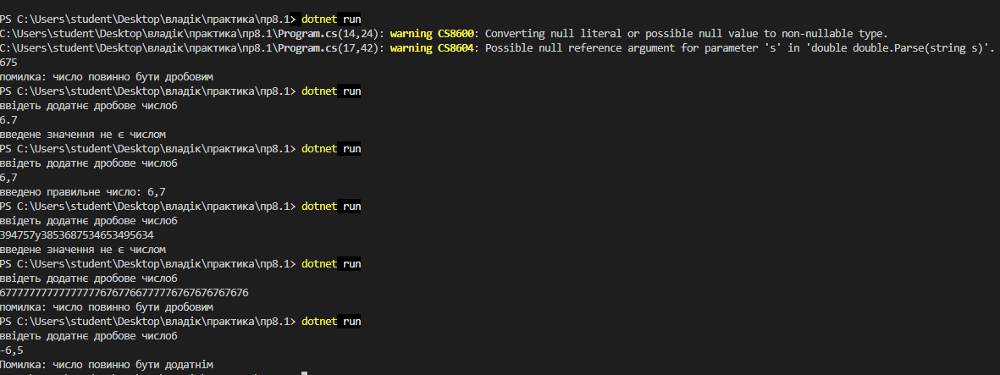 PS C:\Users\student\Desktop\владік\практика\пр8.1> dotnet run
C:\Users\student\Desktop\владік\практика\пр8.1\Program.cs(14,24): warning CS8600: Converting null literal or possible null value to non-nullable type.
C:\Users\student\Desktop\владік\практика\пр8.1\Program.cs(17,42): warning CS8604: Possible null reference argument for parameter 's' in 'double double.Parse(string s)'.
675
помилка: число повинно бути дробовим
PS C:\Users\student\Desktop\владік\практика\пр8.1> dotnet run
ввідеть додатнє дробове число6
6.7
введене значення не є числом
PS C:\Users\student\Desktop\владік\практика\пр8.1> dotnet run
ввідеть додатнє дробове число6
6,7
введено правильне число: 6,7
PS C:\Users\student\Desktop\владік\практика\пр8.1> dotnet run
ввідеть додатнє дробове число6
394757у3853687534653495634
введене значення не є числом
PS C:\Users\student\Desktop\владік\практика\пр8.1> dotnet run
ввідеть додатнє дробове число6
помилка: число повинно бути дробовим
PS C:\Users\student\Desktop\владік\практика\пр8.1> dotnet run
ввідеть додатнє дробове число6
-6,5
Помилка: число повинно бути додатнім